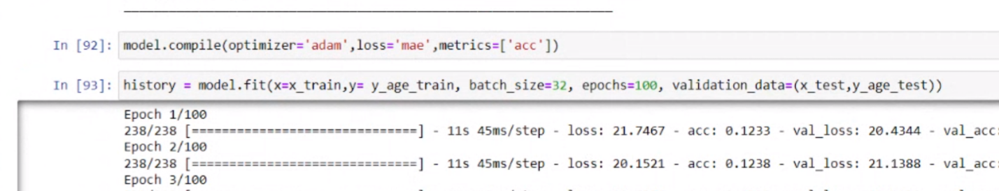 In [92]: model.compile(optimizer='adam',loss='mae',metrics=['acc'])
In [93]: history = model.fit(x=x_train,y= y_age_train, batch_size=32, epochs=100, validation_data=(x_test,y_age_test))
Epoch 1/100
238/238 [==============================] - 11s 45ms/step - loss: 21.7467 - acc: 0.1233 - val_loss: 20.4344 - val_acc:
Epoch 2/100
238/238 [==============================] - 11s 45ms/step - loss: 20.1521 - acc: 0.1238 - val_loss: 21.1388 - val_acc:
Epoch 3/100